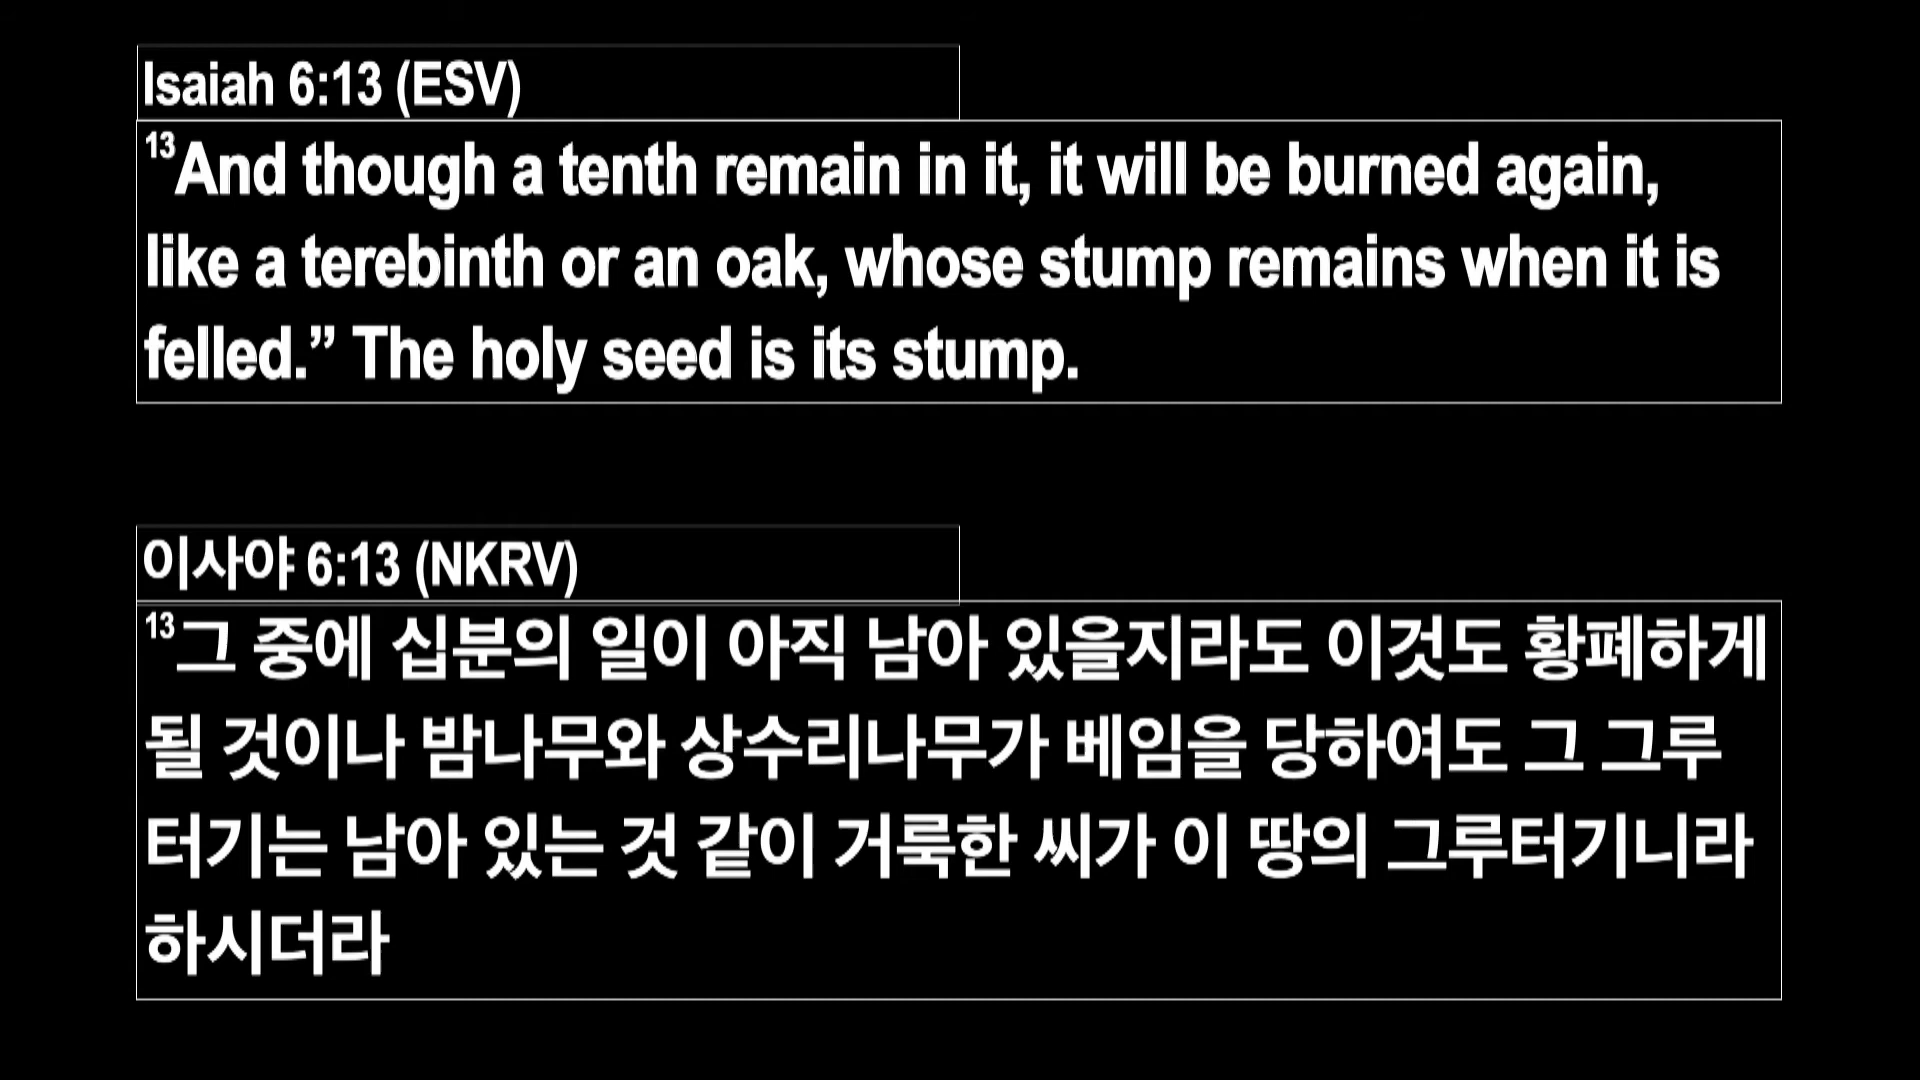 Isaiah 6:13 (ESV)
13And though a tenth remain in it, it will be burned again,
like a terebinth or an oak, whose stump remains when it is
felled.” The holy seed is its stump.
이사야 6:13 (NKRV)
13그 중에 십분의 일이 아직 남아 있을지라도 이것도 황폐하게
될 것이나 밤나무와 상수리나무가 베임을 당하여도 그 그루
터기는 남아 있는 것 같이 거룩한 씨가 이 땅의 그루터기니라
하시더라